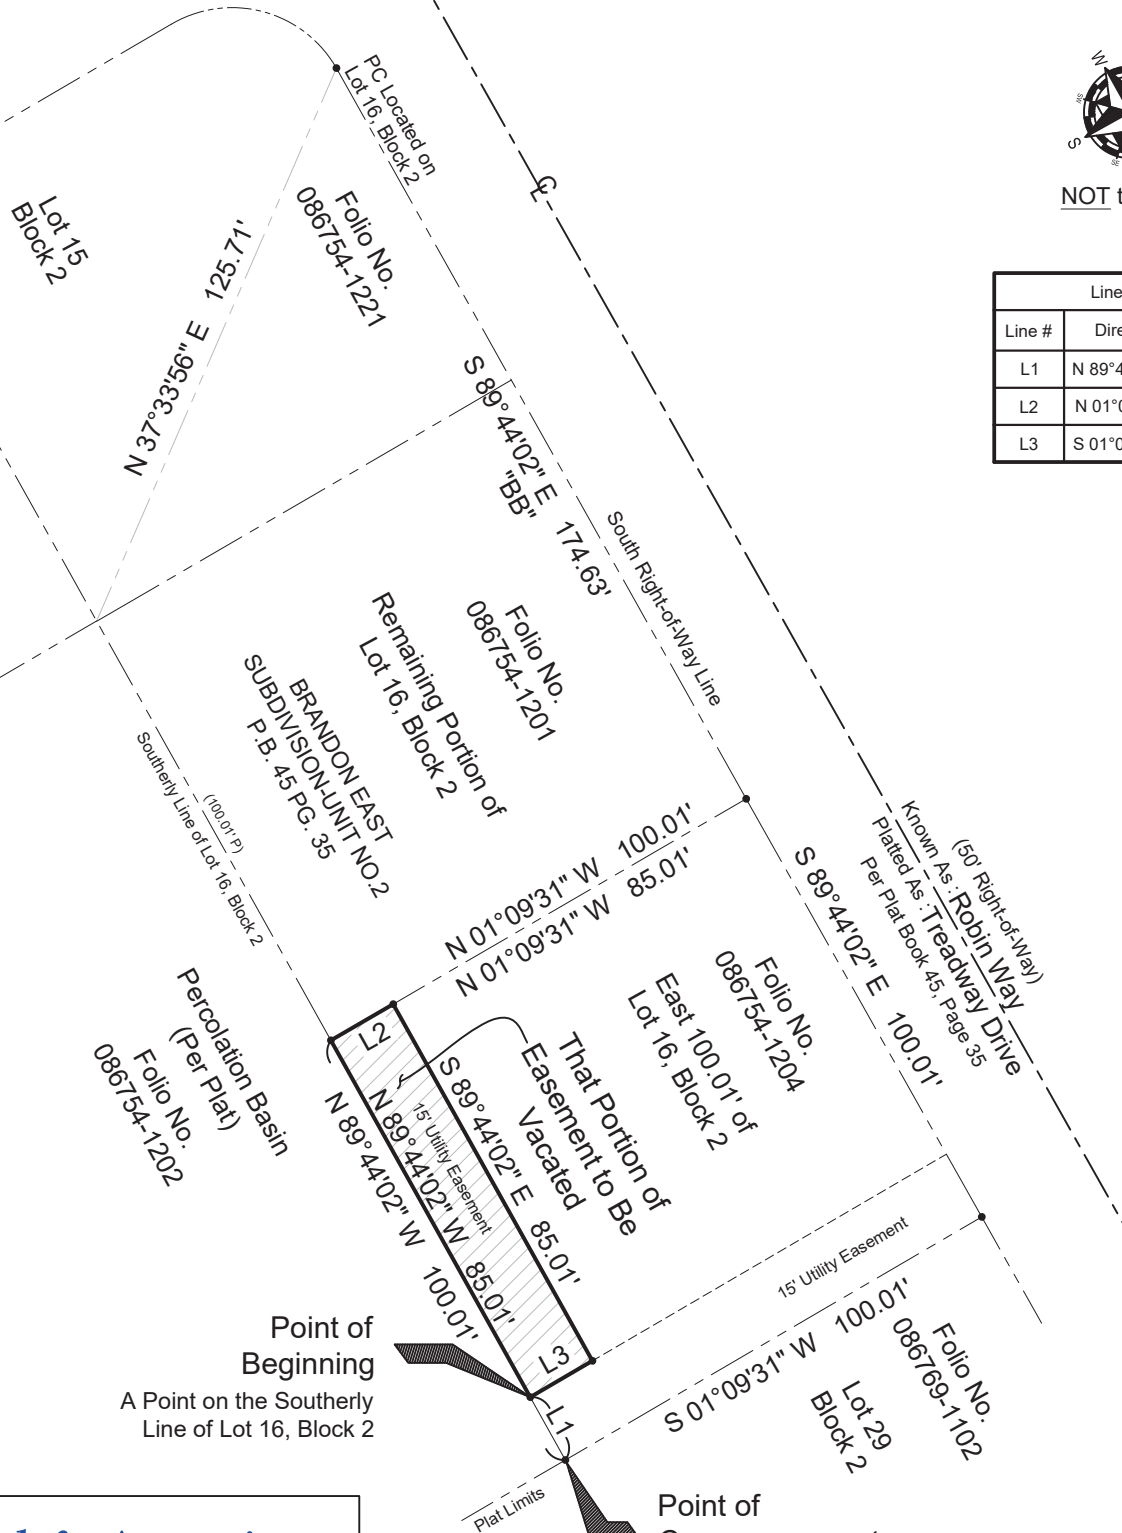 PC Located on
Lot 16, Block 2
W
SW
S
SE
NOT
Lot 15
Block 2
N 37°33'56" E 125.71'
Folio No.
086754-1221
℄
Line
Line #
L1
N 89°
L2
N 01°
L3
S 01°
S 89°44'02" E 174.63'
"BB"
South Right-of-Way Line
Folio No.
086754-1201
Remaining Portion of
Lot 16, Block 2
BRANDON EAST
SUBDIVISION-UNIT NO.2
P.B. 45 PG. 35
(100.01' P)
Southerly Line of Lot 16, Block 2
N 01°09'31" W 100.01'
N 01°09'31" W 85.01'
S 89°44'02" E 100.01'
(50' Right-of-Way)
Known As : Robin Way
Platted As : Treadway Drive
Per Plat Book 45, Page 35
Folio No.
086754-1204
East 100.01' of
Lot 16, Block 2
Percolation Basin
(Per Plat)
Folio No.
086754-1202
L2
That Portion of
Easement to Be
Vacated
S 89°44'02" E 85.01'
15' Utility Easement
N 89°44'02" W 85.01'
N 89°44'02" W 100.01'
15' Utility Easement
S 01°09'31" W 100.01'
Folio No.
086769-1102
Lot 29
Block 2
Point of
Beginning
A Point on the Southerly
Line of Lot 16, Block 2
L3
L1
Plat Limits
Point of